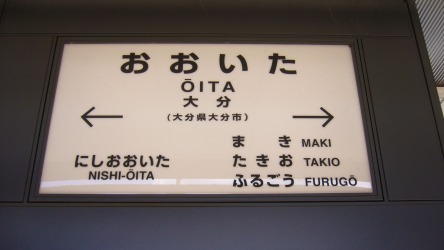 おおいた
ŌITA
大分
(大分県大分市)
← →
にしおおいた
NISHI-ŌITA
まき MAKI
たきお TAKIO
ふるごう FURUGŌ